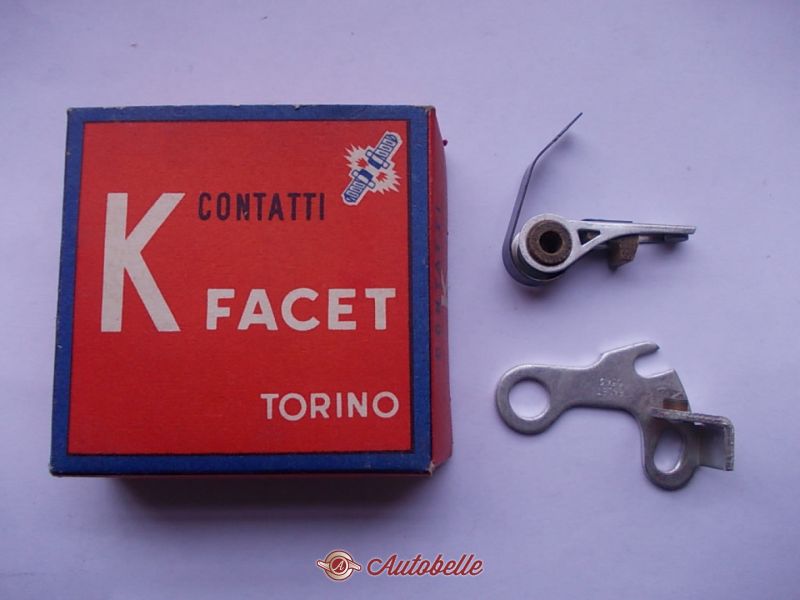 K
CONTATTI
FACET
TORINO
A
Autobelle